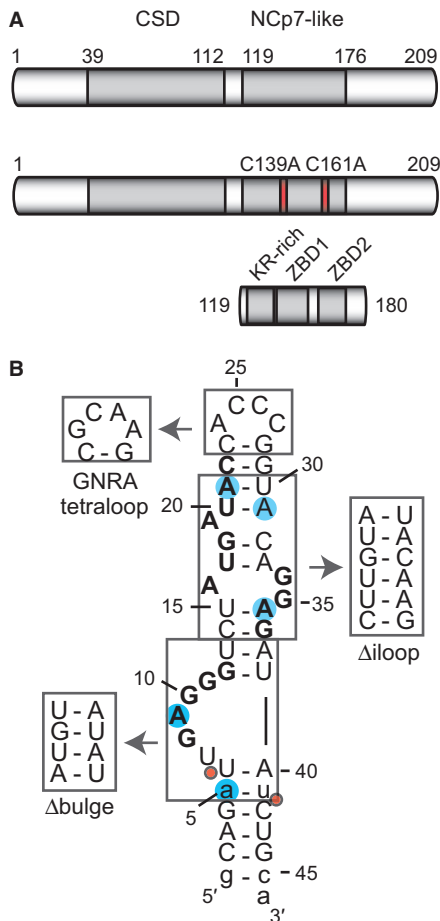 A
CSD NCp7-like
1 39 112 119 176 209
1 C139A C161A 209
KR-rich ZBD1 ZBD2
119 180
B
25
G C A A
C - G
GNRA
tetraloop
A C C C
C G
C - G
A - U 30
U - A
20 A
G C
U A
A G
G 35
15 U - A
C - G
U - A
G - U
10 G G
A
G
U
U - A 40
5 a - u
G - C
A - U
C - G
g - c 45
a
5′ 3′
A - U
U - A
G - C
U - A
U - A
C - G
Δiloop
U - A
G - U
U - A
A - U
Δbulge